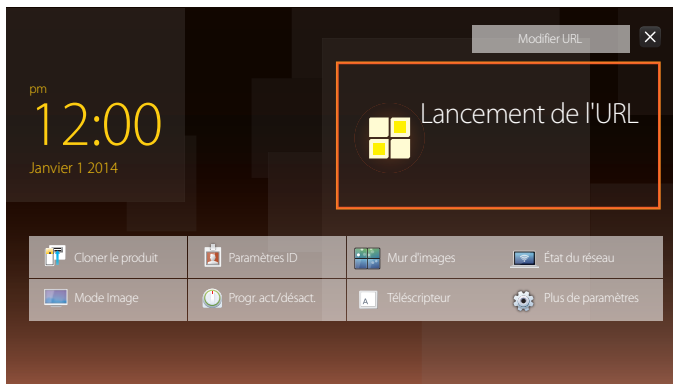 Modifier URL
pm
12:00
Janvier 1 2014
Lancement de l'URL
Cloner le produit
Paramètres ID
Mur d'images
État du réseau
Mode Image
Progr. act./désact.
A
Téléscripteur
Plus de paramètres